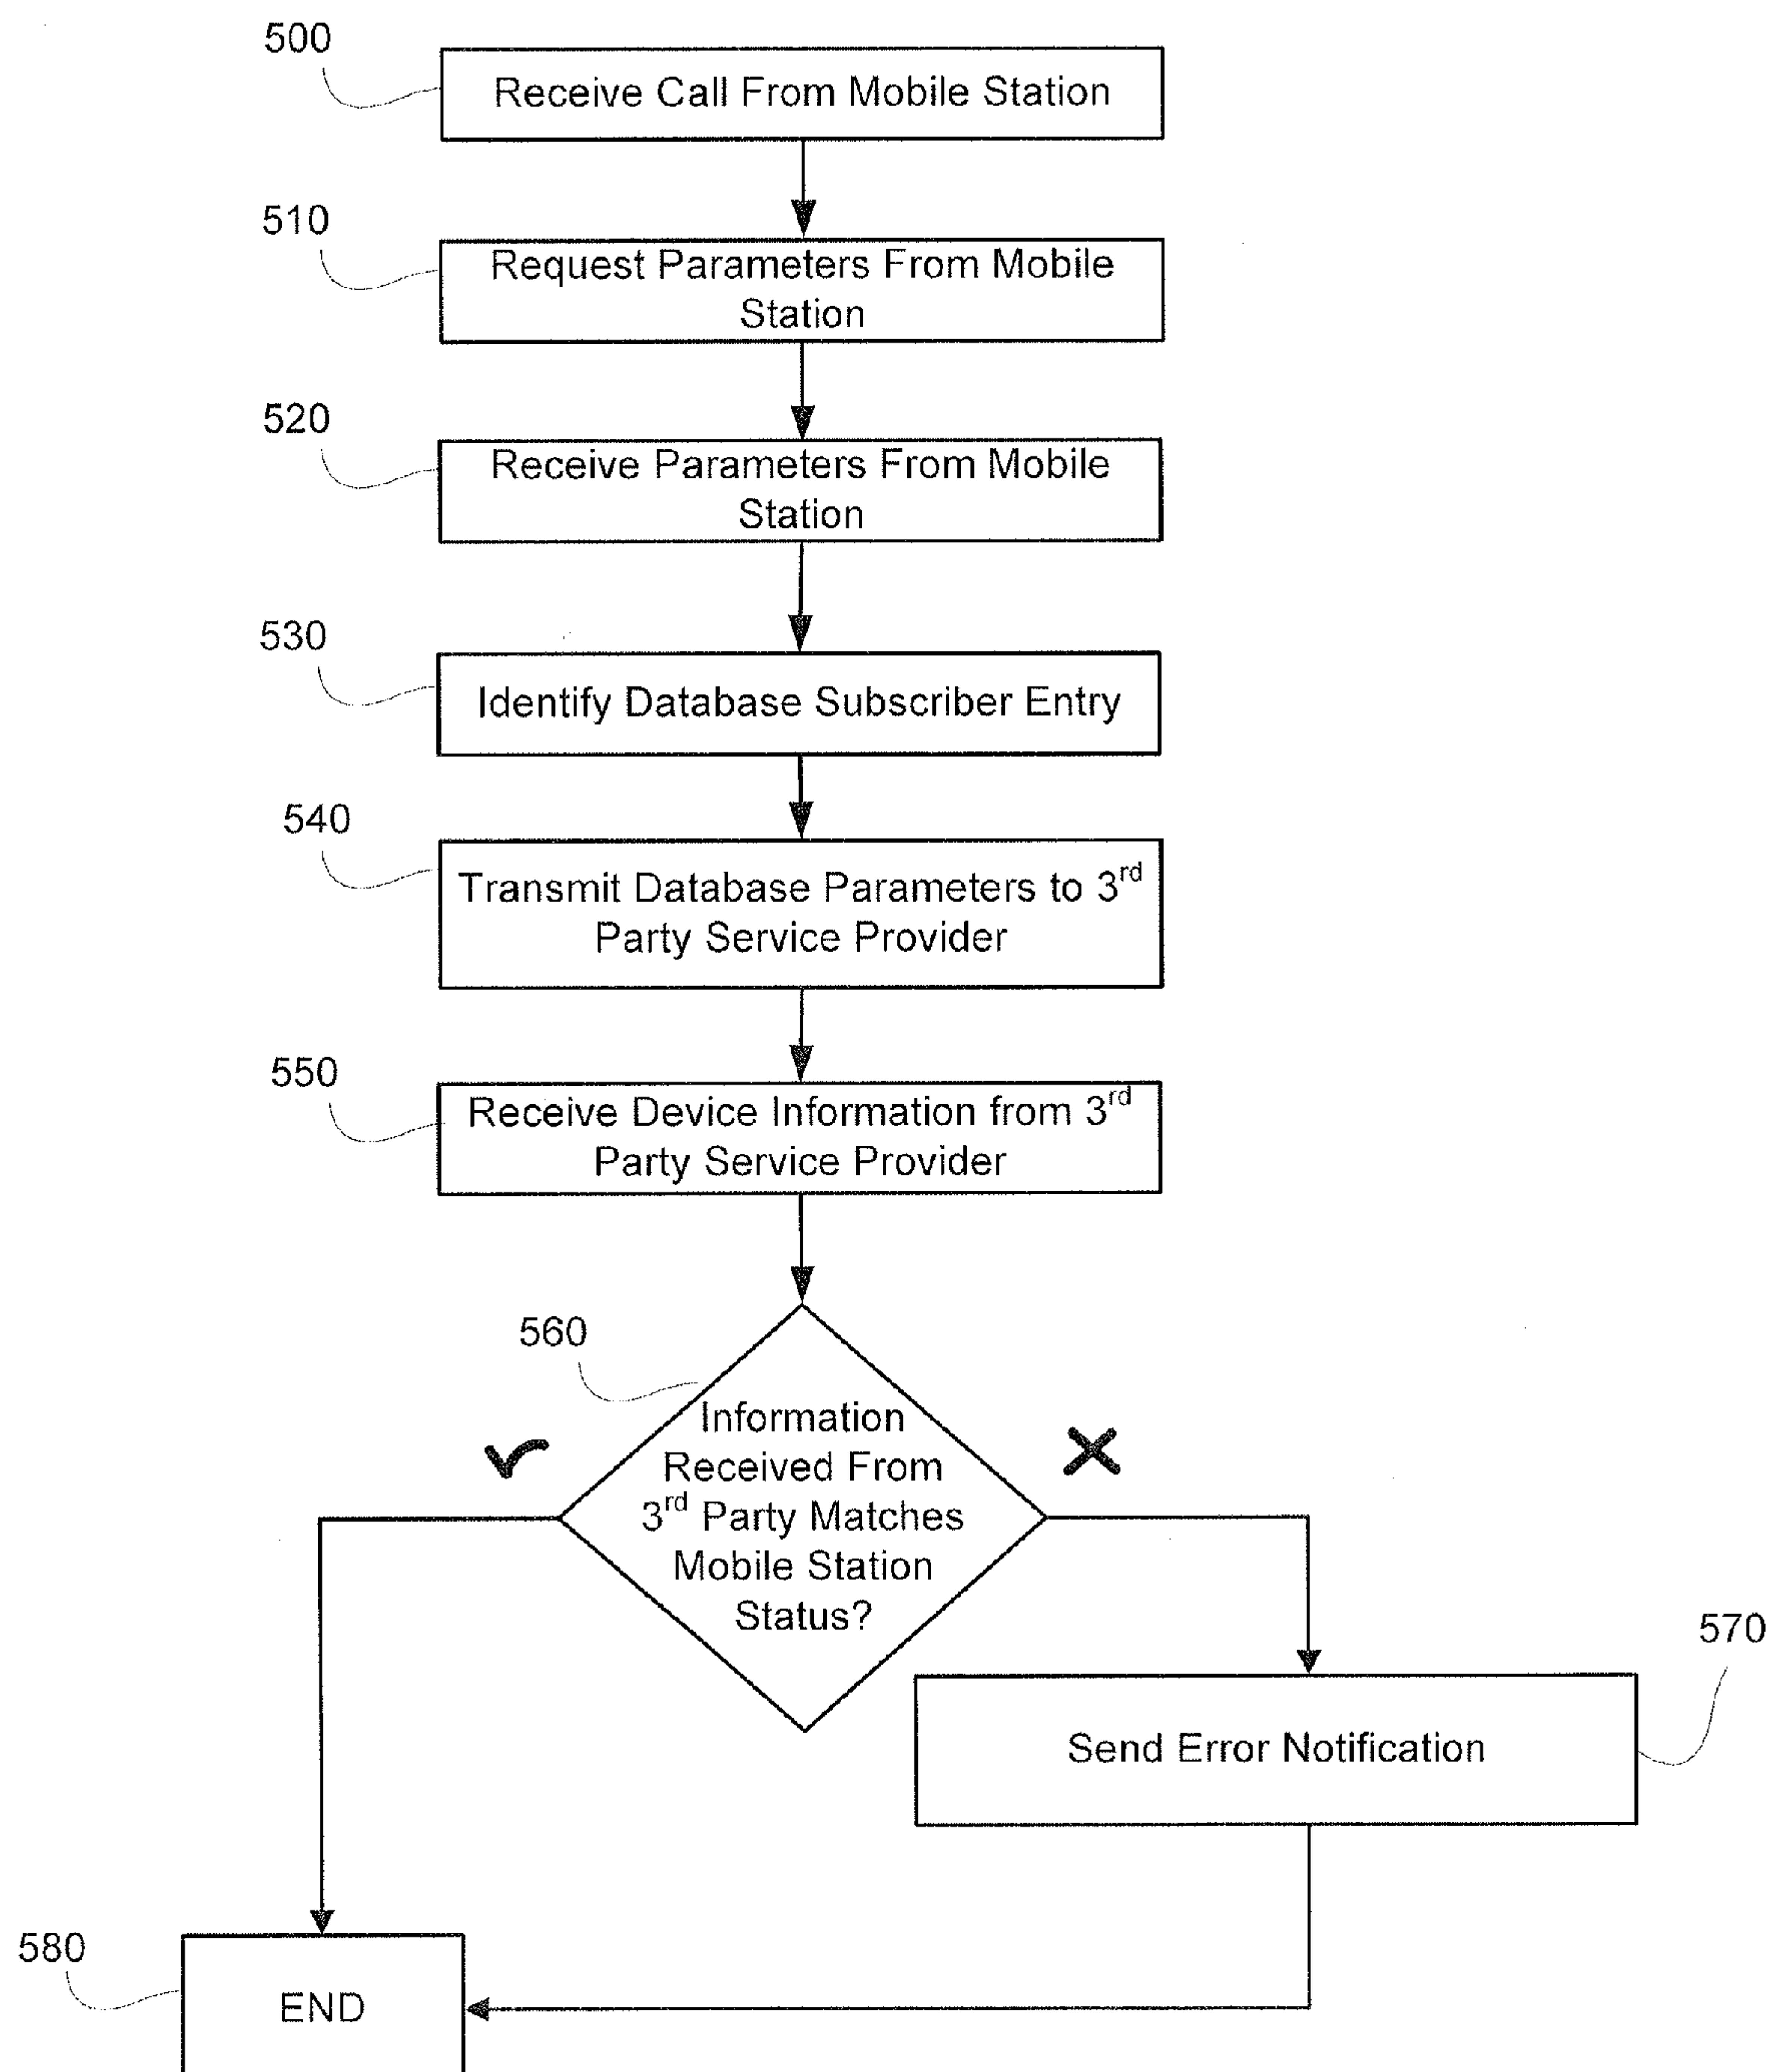 500
Receive Call From Mobile Station
510
Request Parameters From Mobile
Station
520
Receive Parameters From Mobile
Station
530
Identify Database Subscriber Entry
540
Transmit Database Parameters to 3rd
Party Service Provider
550
Receive Device Information from 3rd
Party Service Provider
560
Information
Received From
3rd Party Matches
Mobile Station
Status?
570
Send Error Notification
580
END